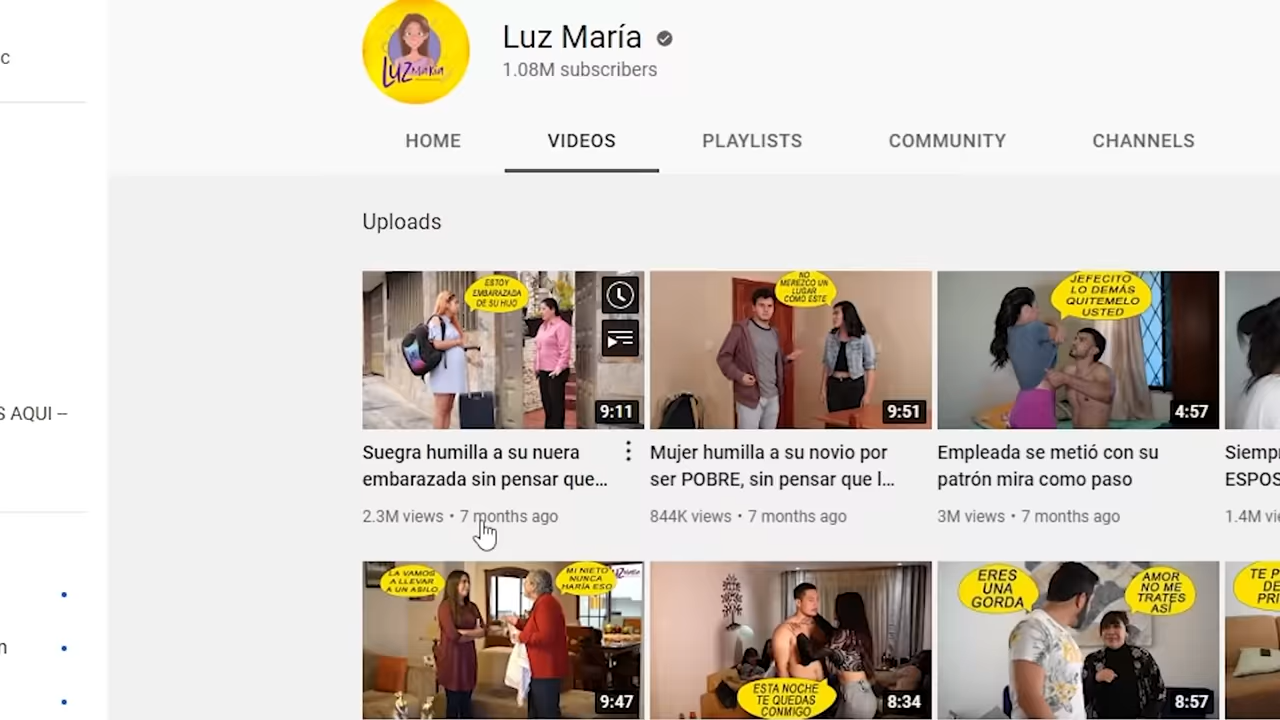 c
S AQUI --
n
LUZ María
Luz María
1.08M subscribers
HOME VIDEOS PLAYLISTS COMMUNITY CHANNELS
Uploads
ESTOY
EMBARAZADA
DE SU HIJO
9:11
NO
MEREZCO UN
LUGAR
COMO ESTE
9:51
JEFECITO
LO DEMÁS
QUITEMELO
USTED
4:57
Suegra humilla a su nuera
embarazada sin pensar que...
2.3M views • 7 months ago
Mujer humilla a su novio por
ser POBRE, sin pensar que l...
844K views • 7 months ago
Empleada se metió con su
patrón mira como paso
3M views • 7 months ago
Siemp
ESPOS
1.4M vie
LA VAMOS
A LLEVAR
A UN ASILO
MI NIETO
NUNCA
HARÍA ESO
9:47
ESTA NOCHE
TE QUEDAS
CONMIGO
8:34
ERES
UNA
GORDA
AMOR
NO ME
TRATES
ASÍ
8:57
TE P
DE
PRI